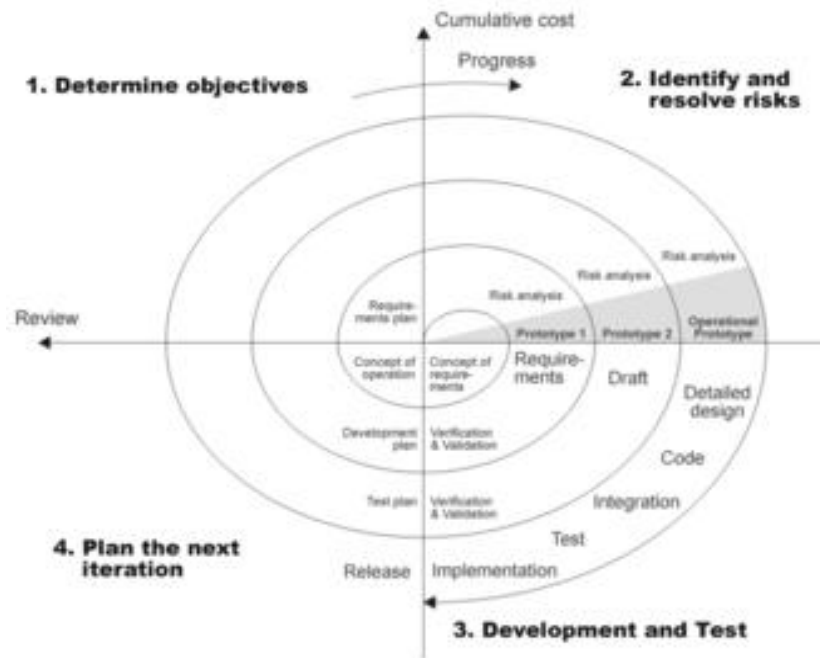 Cumulative cost
Progress
1. Determine objectives
2. Identify and
resolve risks
Risk analysis
Risk analysis
Risk analysis
Require-
ments plan
Review
Prototype 1
Prototype 2
Operational
Prototype
Concept of
operation
Concept of
require-
ments
Require-
ments
Draft
Detailed
design
Development
plan
Verification
& Validation
Code
Test plan
Verification
& Validation
Integration
Test
4. Plan the next
iteration
Release
Implementation
3. Development and Test